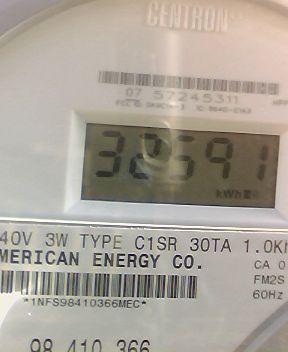 CENTRON
07 57245311
38691
kWh
40V 3W TYPE C1SR 30TA 1.0K
MERICAN ENERGY CO.
CA 0
FM2S
60Hz
*1NFS98410366MEC*
98 410 366